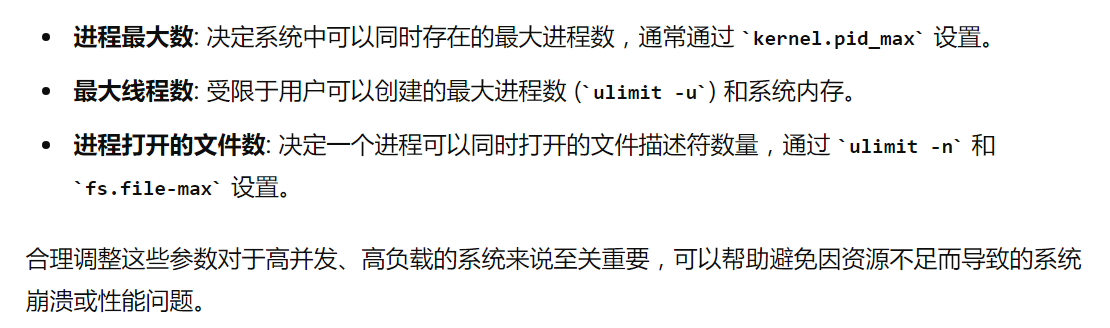 • 进程最大数: 决定系统中可以同时存在的最大进程数，通常通过 `kernel.pid_max` 设置。
• 最大线程数: 受限于用户可以创建的最大进程数 (`ulimit -u`) 和系统内存。
• 进程打开的文件数: 决定一个进程可以同时打开的文件描述符数量，通过 `ulimit -n` 和
`fs.file-max` 设置。
合理调整这些参数对于高并发、高负载的系统来说至关重要，可以帮助避免因资源不足而导致的系统
崩溃或性能问题。